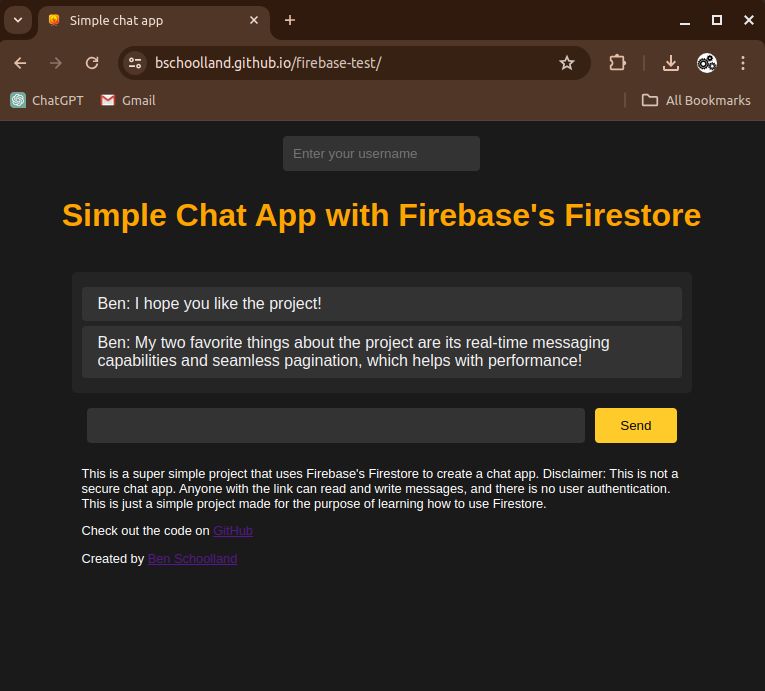 Simple chat app
bschoolland.github.io/firebase-test/
ChatGPT
Gmail
All Bookmarks
Enter your username
Simple Chat App with Firebase's Firestore
Ben: I hope you like the project!
Ben: My two favorite things about the project are its real-time messaging
capabilities and seamless pagination, which helps with performance!
Send
This is a super simple project that uses Firebase's Firestore to create a chat app. Disclaimer: This is not a
secure chat app. Anyone with the link can read and write messages, and there is no user authentication.
This is just a simple project made for the purpose of learning how to use Firestore.
Check out the code on GitHub
Created by Ben Schoolland